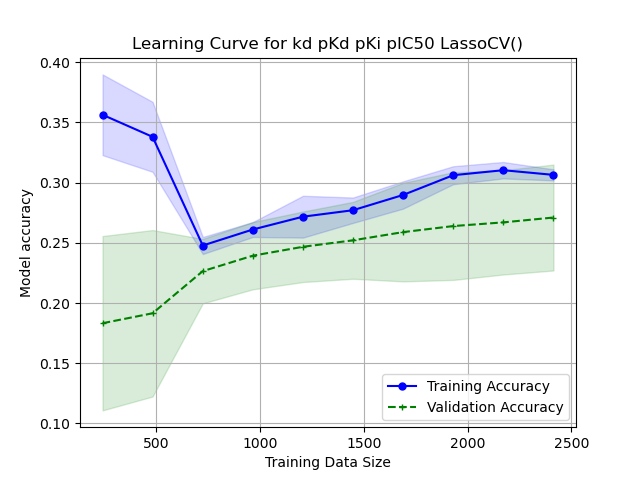 Learning Curve for kd pKd pKi pIC50 LassoCV()
0.40
0.35
0.30
0.25
0.20
0.15
0.10
Model accuracy
Training Accuracy
Validation Accuracy
500 1000 1500 2000 2500
Training Data Size